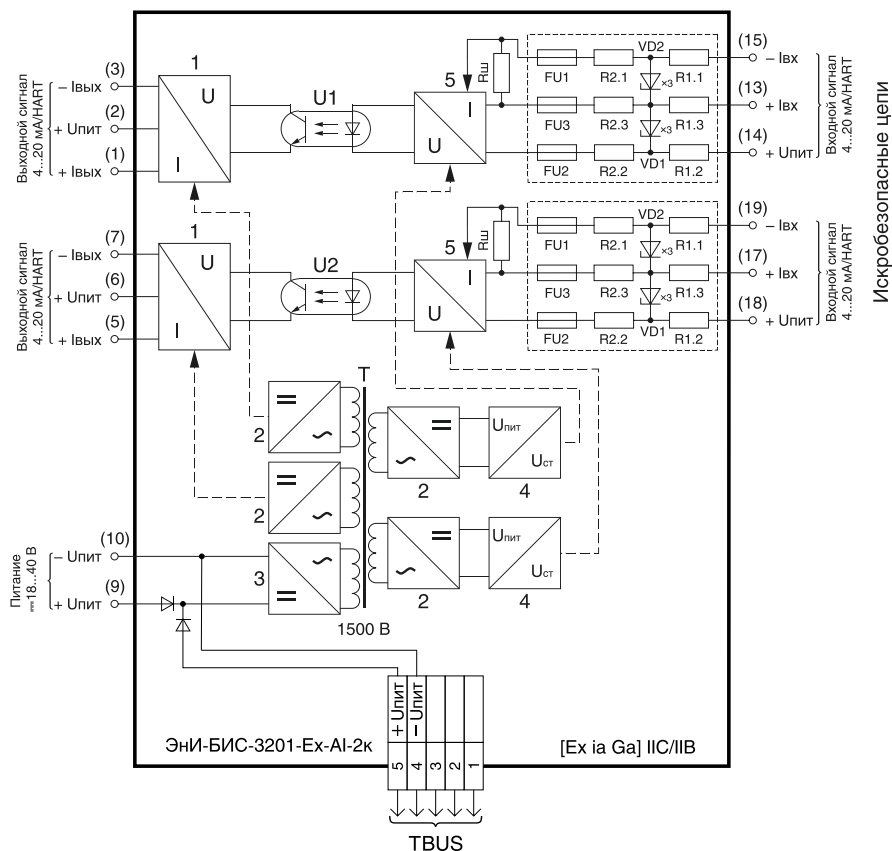 (3)
– Iвых
(2)
+ Uпит
(1)
+ Iвых
Выходной сигнал
4...20 мА/HART
1
U
I
U1
5
I
U
Rш
FU1
R2.1
VD2
R1.1
×3
FU3
R2.3
R1.3
×3
FU2
R2.2
VD1
R1.2
(15)
– Iвх
(13)
+ Iвх
(14)
+ Uпит
Входной сигнал
4...20 мА/HART
Искробезопасные цепи
(7)
– Iвых
(6)
+ Uпит
(5)
+ Iвых
Выходной сигнал
4...20 мА/HART
1
U
I
U2
5
I
U
Rш
FU1
R2.1
VD2
R1.1
×3
FU3
R2.3
R1.3
×3
FU2
R2.2
VD1
R1.2
(19)
– Iвх
(17)
+ Iвх
(18)
+ Uпит
Входной сигнал
4...20 мА/HART
T
2
2
Uпит
Uст
4
2
(10)
– Uпит
(9)
+ Uпит
Питание
18...40 В
3
2
Uпит
Uст
4
1500 В
+ Uпит
– Uпит
ЭнИ-БИС-3201-Ex-AI-2к
[Ex ia Ga] IIC/IIB
5
4
3
2
1
TBUS